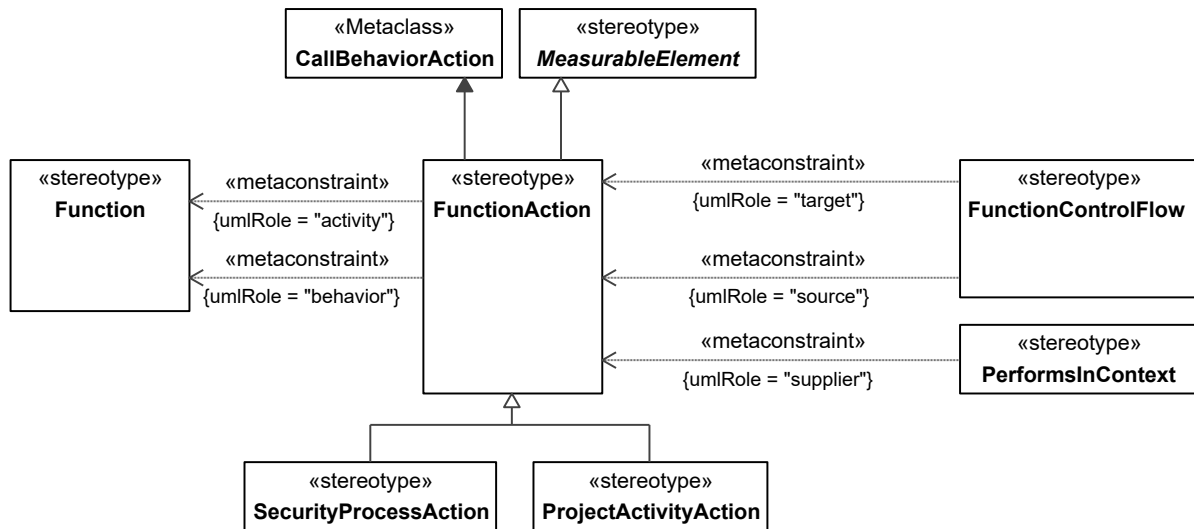 «Metaclass»
CallBehaviorAction
«stereotype»
MeasurableElement
«stereotype»
Function
«metaconstraint»
{umlRole = "activity"}
«metaconstraint»
{umlRole = "behavior"}
«stereotype»
FunctionAction
«metaconstraint»
{umlRole = "target"}
«metaconstraint»
{umlRole = "source"}
«metaconstraint»
{umlRole = "supplier"}
«stereotype»
FunctionControlFlow
«stereotype»
PerformsInContext
«stereotype»
SecurityProcessAction
«stereotype»
ProjectActivityAction